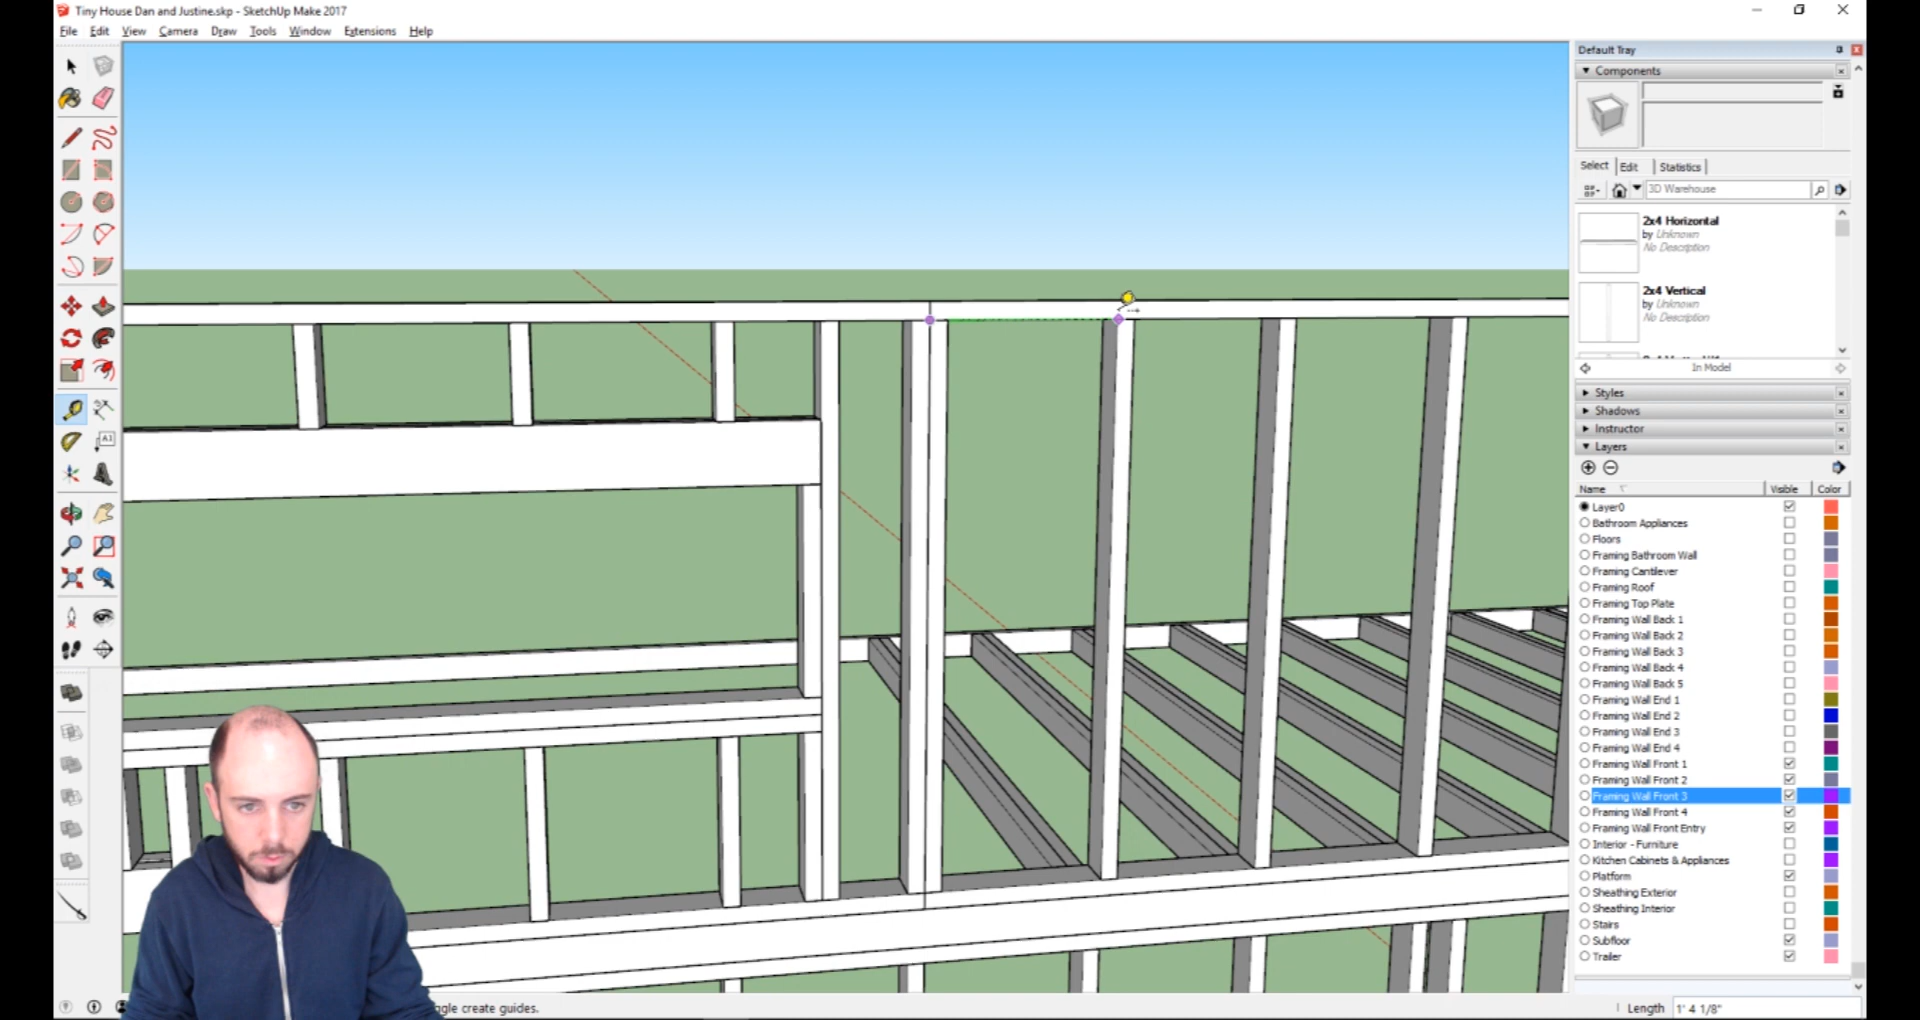 Tiny House Dan and Justine.skp - SketchUp Make 2017
File Edit View Camera Draw Tools Window Extensions Help
Default Tray
Components
Select Edit Statistics
3D Warehouse
2x4 Horizontal
by Unknown
No Description
2x4 Vertical
by Unknown
No Description
In Model
Styles
Shadows
Instructor
Layers
Name Visible Color
Layer0
Bathroom Appliances
Floors
Framing Bathroom Wall
Framing Cantilever
Framing Roof
Framing Top Plate
Framing Wall Back 1
Framing Wall Back 2
Framing Wall Back 3
Framing Wall Back 4
Framing Wall Back 5
Framing Wall End 1
Framing Wall End 2
Framing Wall End 3
Framing Wall End 4
Framing Wall Front 1
Framing Wall Front 2
Framing Wall Front 3
Framing Wall Front 4
Framing Wall Front Entry
Interior - Furniture
Kitchen Cabinets & Appliances
Platform
Sheathing Exterior
Sheathing Interior
Stairs
Subfloor
Trailer
ggle create guides.
Length 1' 4 1/8"